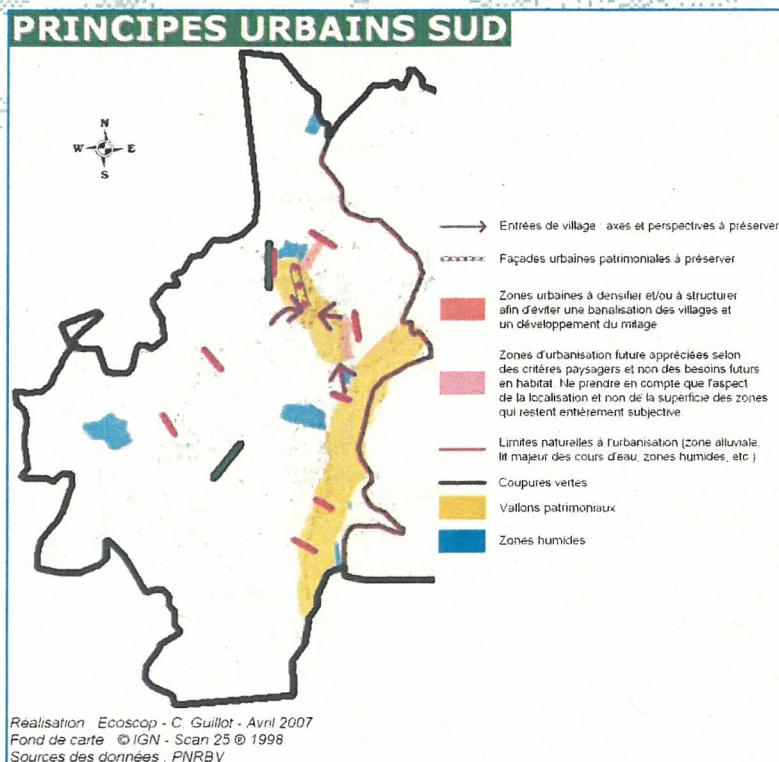 PRINCIPES URBAINS SUD
N
W E
S
Entrées de village : axes et perspectives à préserver
Façades urbaines patrimoniales à préserver
Zones urbaines à densifier et/ou à structurer
afin d'éviter une banalisation des villages et
un développement du mitage
Zones d'urbanisation future appréciées selon
des critères paysagers et non des besoins futurs
en habitat. Ne prendre en compte que l'aspect
de la localisation et non de la superficie des zones
qui restent entièrement subjective.
Limites naturelles à l'urbanisation (zone alluviale,
lit majeur des cours d'eau, zones humides, etc.)
Coupures vertes
Vallons patrimoniaux
Zones humides
Réalisation Ecoscop - C. Guillot - Avril 2007
Fond de carte © IGN - Scan 25 ® 1998
Sources des données : PNRBV